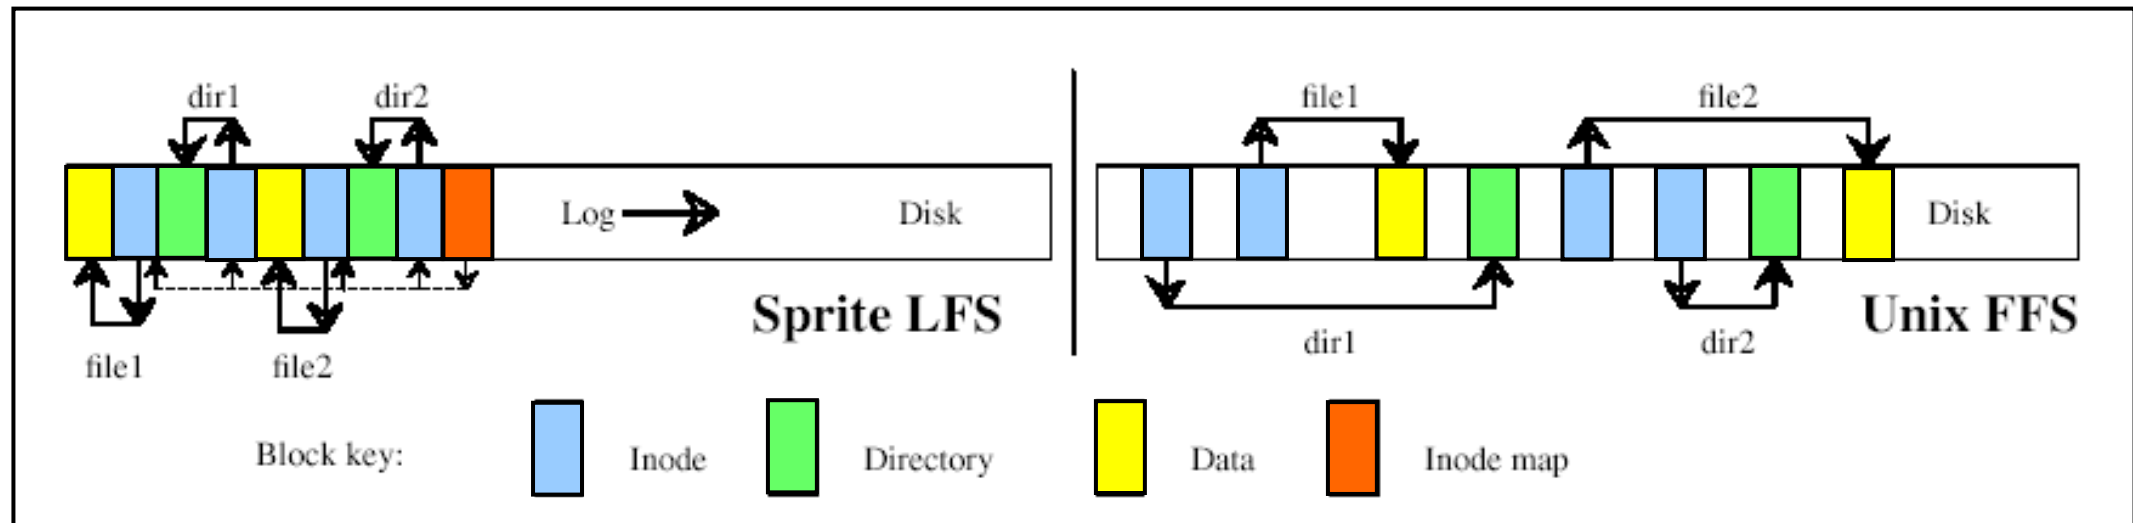 dir1
dir2
Log
Disk
Sprite LFS
file1
file2
file1
file2
Disk
Unix FFS
dir1
dir2
Block key:
Inode
Directory
Data
Inode map